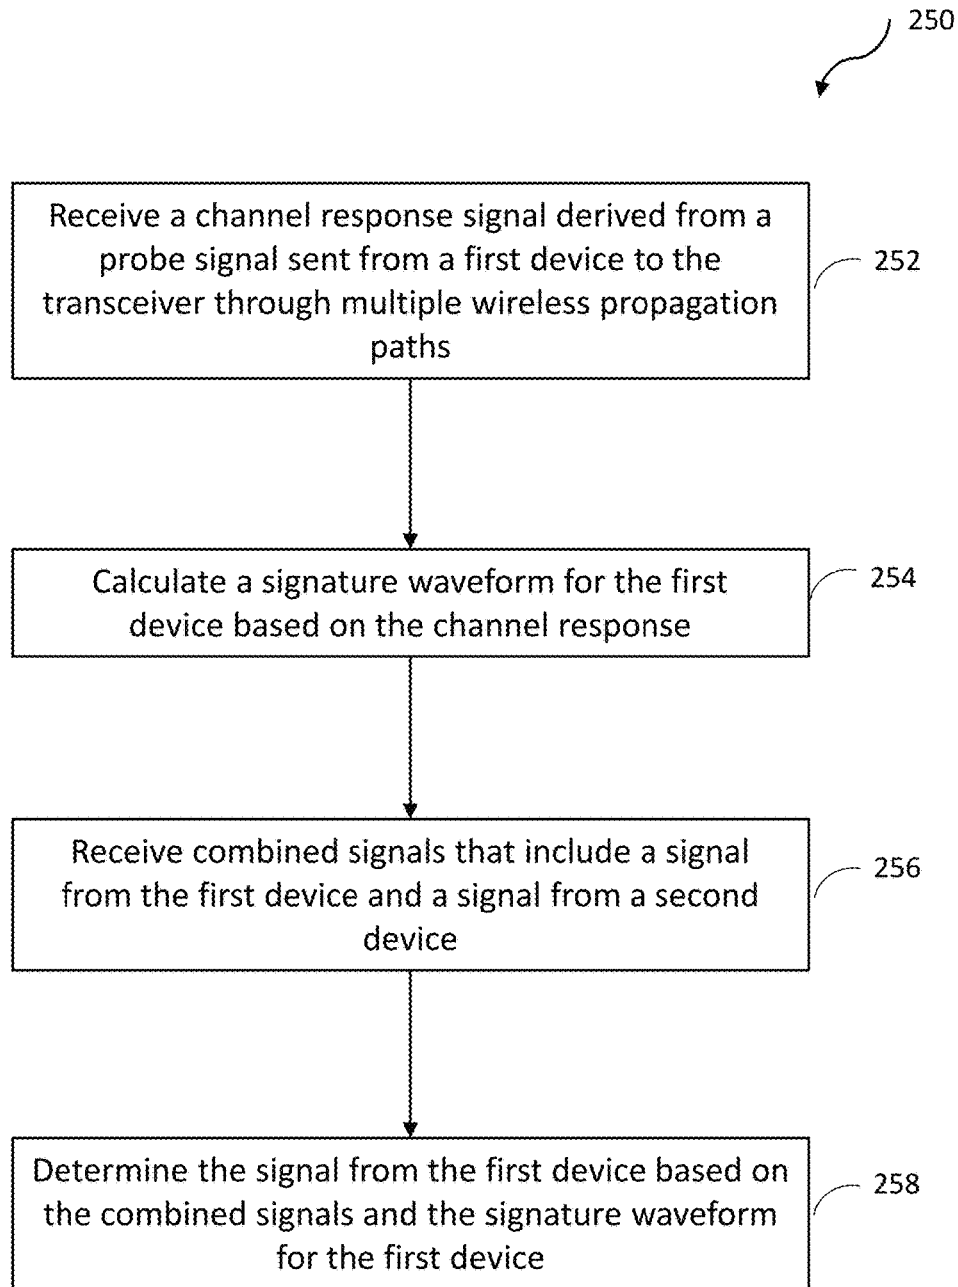 250
Receive a channel response signal derived from a
probe signal sent from a first device to the
transceiver through multiple wireless propagation
paths
252
Calculate a signature waveform for the first
device based on the channel response
254
Receive combined signals that include a signal
from the first device and a signal from a second
device
256
Determine the signal from the first device based on
the combined signals and the signature waveform
for the first device
258